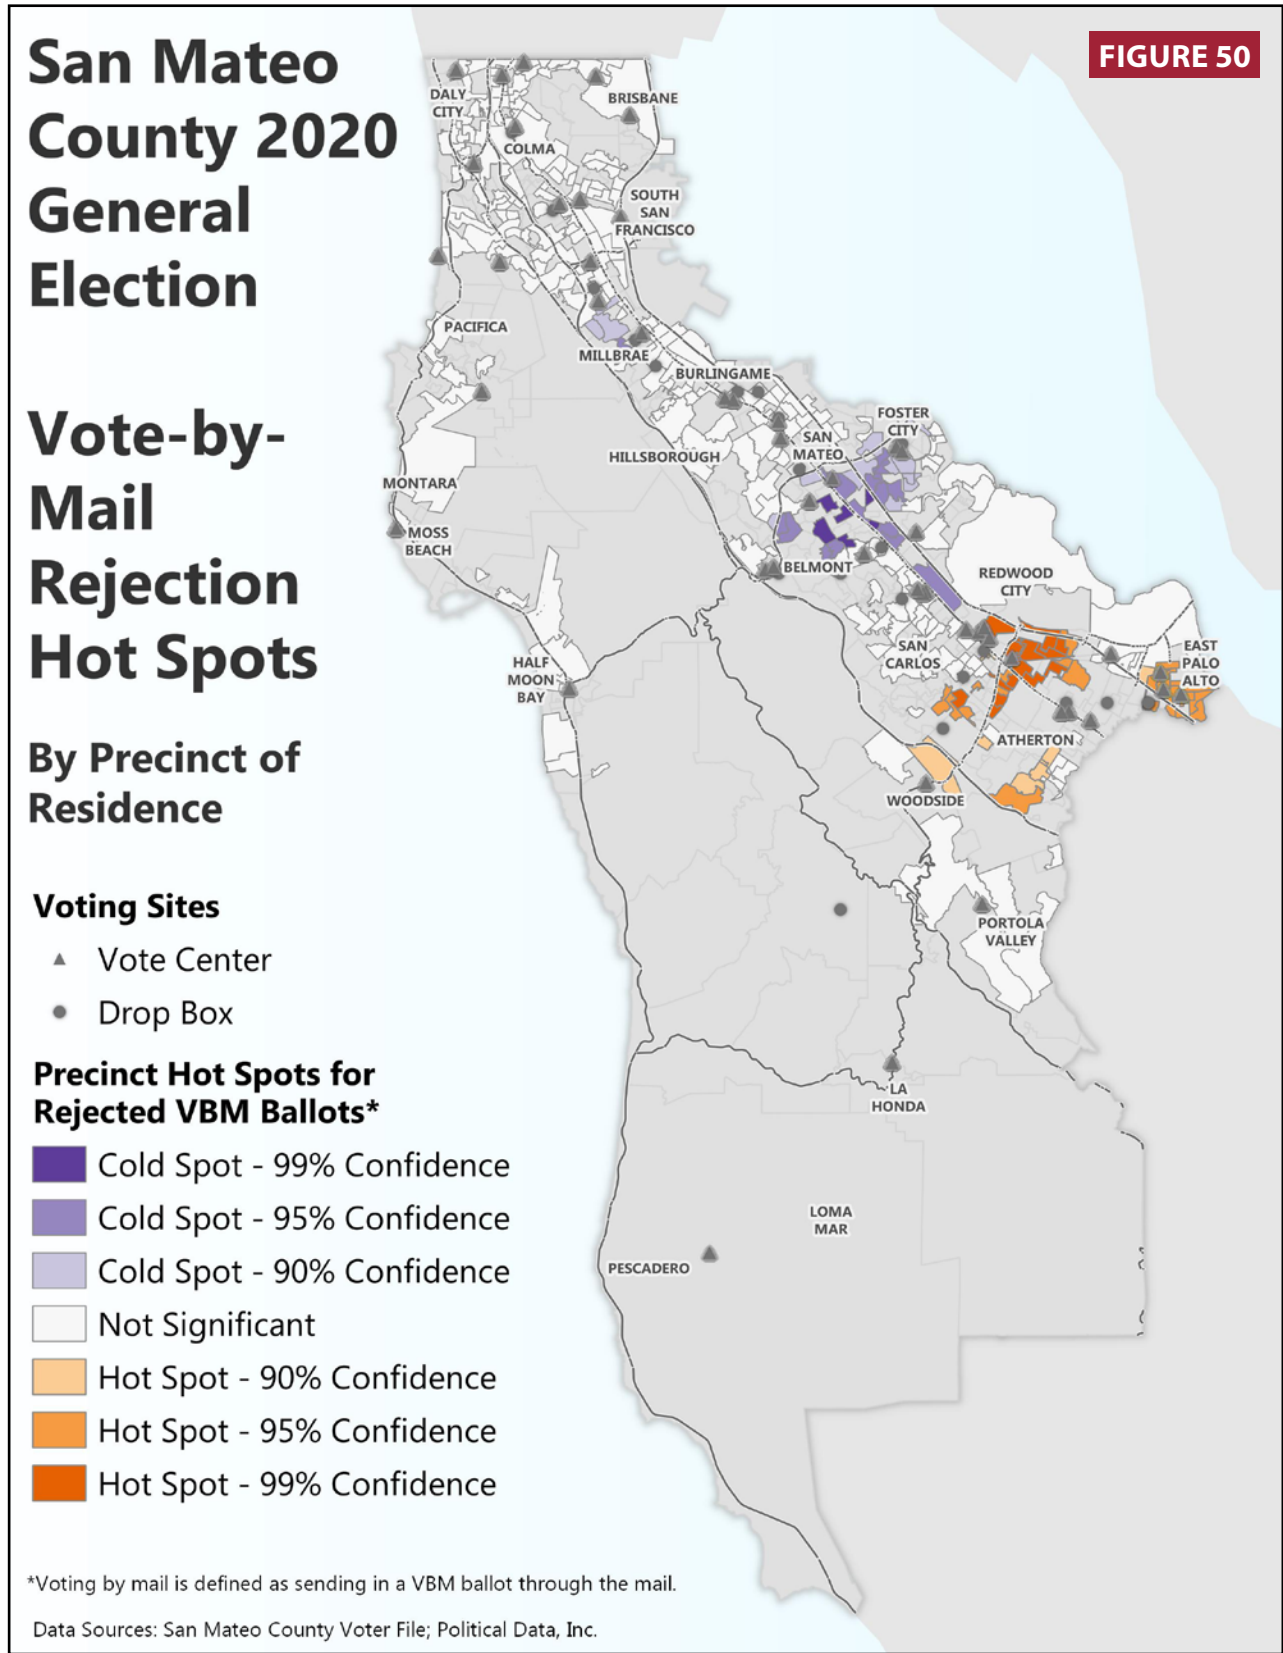 San Mateo
County 2020
General
Election
Vote-by-
Mail
Rejection
Hot Spots
By Precinct of
Residence
Voting Sites
Vote Center
Drop Box
Precinct Hot Spots for
Rejected VBM Ballots*
Cold Spot - 99% Confidence
Cold Spot - 95% Confidence
Cold Spot - 90% Confidence
Not Significant
Hot Spot - 90% Confidence
Hot Spot - 95% Confidence
Hot Spot - 99% Confidence
*Voting by mail is defined as sending in a VBM ballot through the mail.
Data Sources: San Mateo County Voter File; Political Data, Inc.
FIGURE 50
DALY
CITY
BRISBANE
COLMA
SOUTH
SAN
FRANCISCO
PACIFICA
MILLBRAE
BURLINGAME
FOSTER
CITY
SAN
MATEO
HILLSBOROUGH
MONTARA
MOSS
BEACH
BELMONT
REDWOOD
CITY
SAN
CARLOS
EAST
PALO
ALTO
HALF
MOON
BAY
ATHERTON
WOODSIDE
PORTOLA
VALLEY
LA
HONDA
LOMA
MAR
PESCADERO